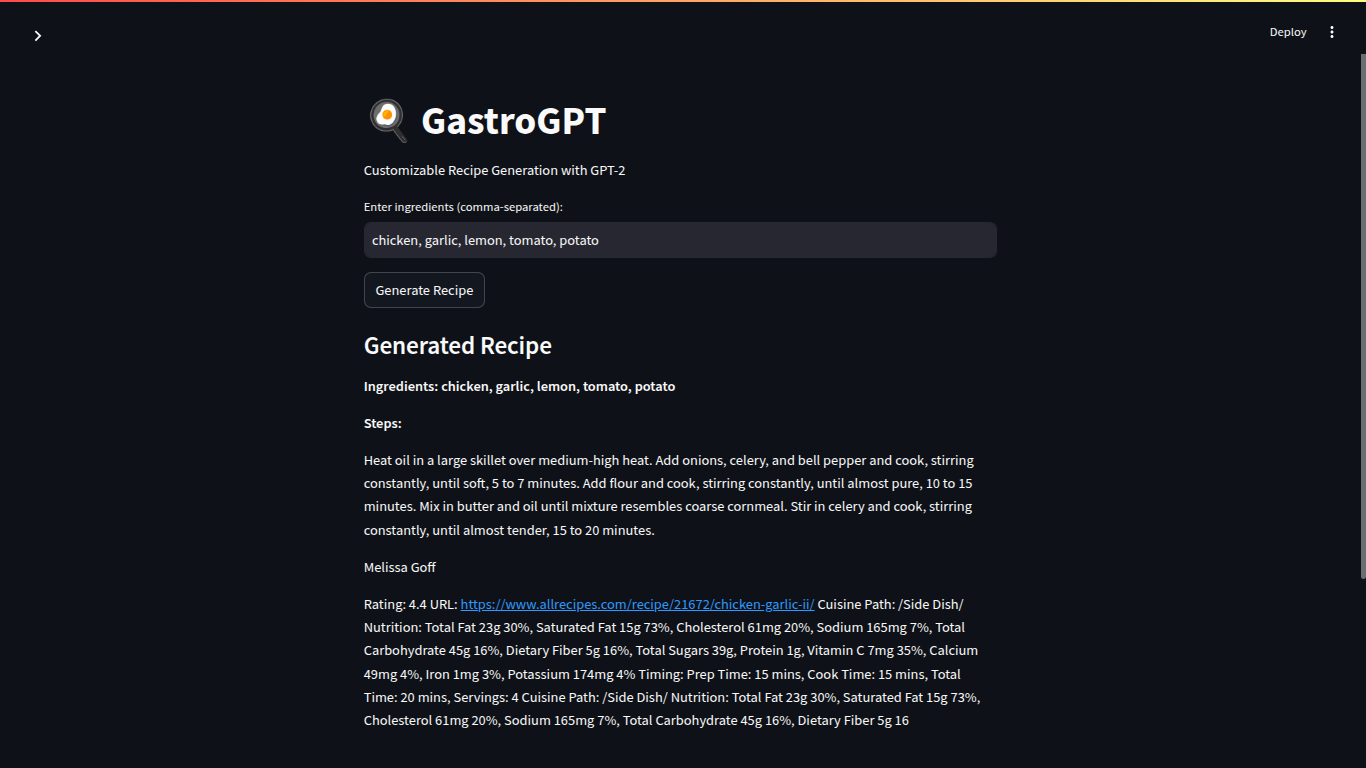 Deploy
GastroGPT
Customizable Recipe Generation with GPT-2
Enter ingredients (comma-separated):
chicken, garlic, lemon, tomato, potato
Generate Recipe
Generated Recipe
Ingredients: chicken, garlic, lemon, tomato, potato
Steps:
Heat oil in a large skillet over medium-high heat. Add onions, celery, and bell pepper and cook, stirring
constantly, until soft, 5 to 7 minutes. Add flour and cook, stirring constantly, until almost pure, 10 to 15
minutes. Mix in butter and oil until mixture resembles coarse cornmeal. Stir in celery and cook, stirring
constantly, until almost tender, 15 to 20 minutes.
Melissa Goff
Rating: 4.4 URL: https://www.allrecipes.com/recipe/21672/chicken-garlic-ii/ Cuisine Path: /Side Dish/
Nutrition: Total Fat 23g 30%, Saturated Fat 15g 73%, Cholesterol 61mg 20%, Sodium 165mg 7%, Total
Carbohydrate 45g 16%, Dietary Fiber 5g 16%, Total Sugars 39g, Protein 1g, Vitamin C 7mg 35%, Calcium
49mg 4%, Iron 1mg 3%, Potassium 174mg 4% Timing: Prep Time: 15 mins, Cook Time: 15 mins, Total
Time: 20 mins, Servings: 4 Cuisine Path: /Side Dish/ Nutrition: Total Fat 23g 30%, Saturated Fat 15g 73%,
Cholesterol 61mg 20%, Sodium 165mg 7%, Total Carbohydrate 45g 16%, Dietary Fiber 5g 16